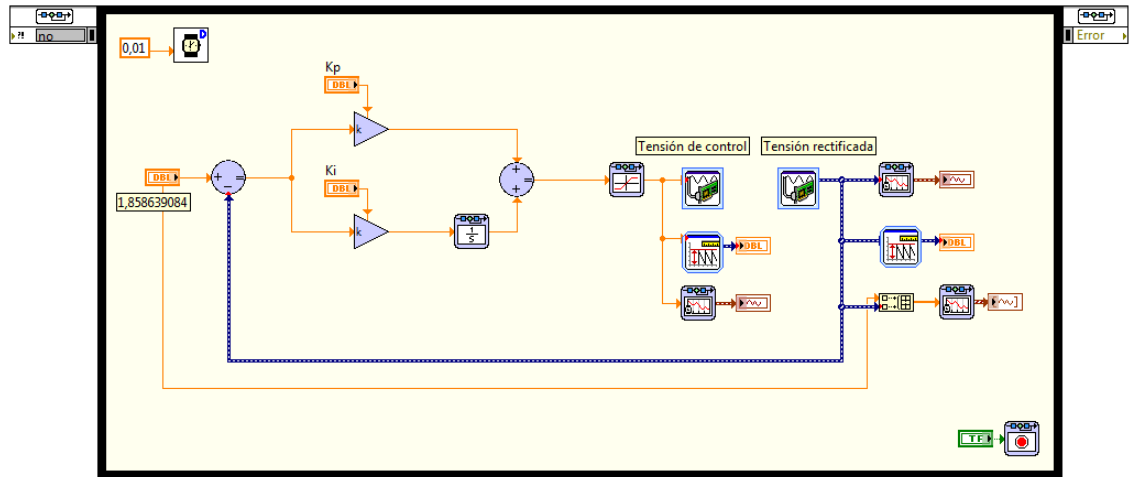 no
Error
0,01
D
Kp
DBL
k
Tensión de control
Tensión rectificada
Ki
DBL
DBL
+
=
−
+
+
1,858639084
k
1
S
DBL
DBL
TF